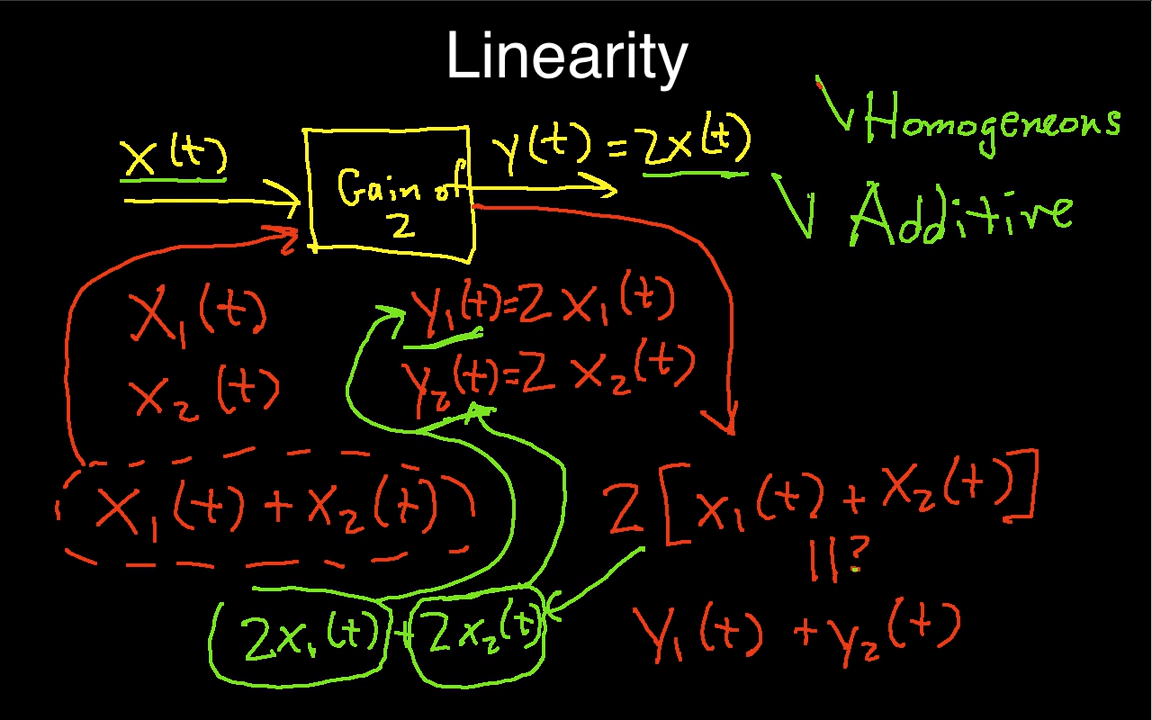 Linearity
√ Homogeneons
X(t)
Gain of
2
y(t) = 2x(t)
√ Additive
X₁(t)
y₁(t)=2 X₁(t)
X₂(t)
y₂(t)=2 X₂(t)
X₁(t) + X₂(t)
2[X₁(t) + X₂(t)]
||?
(2x₁(t) + 2x₂(t)
y₁(t) + y₂(t)